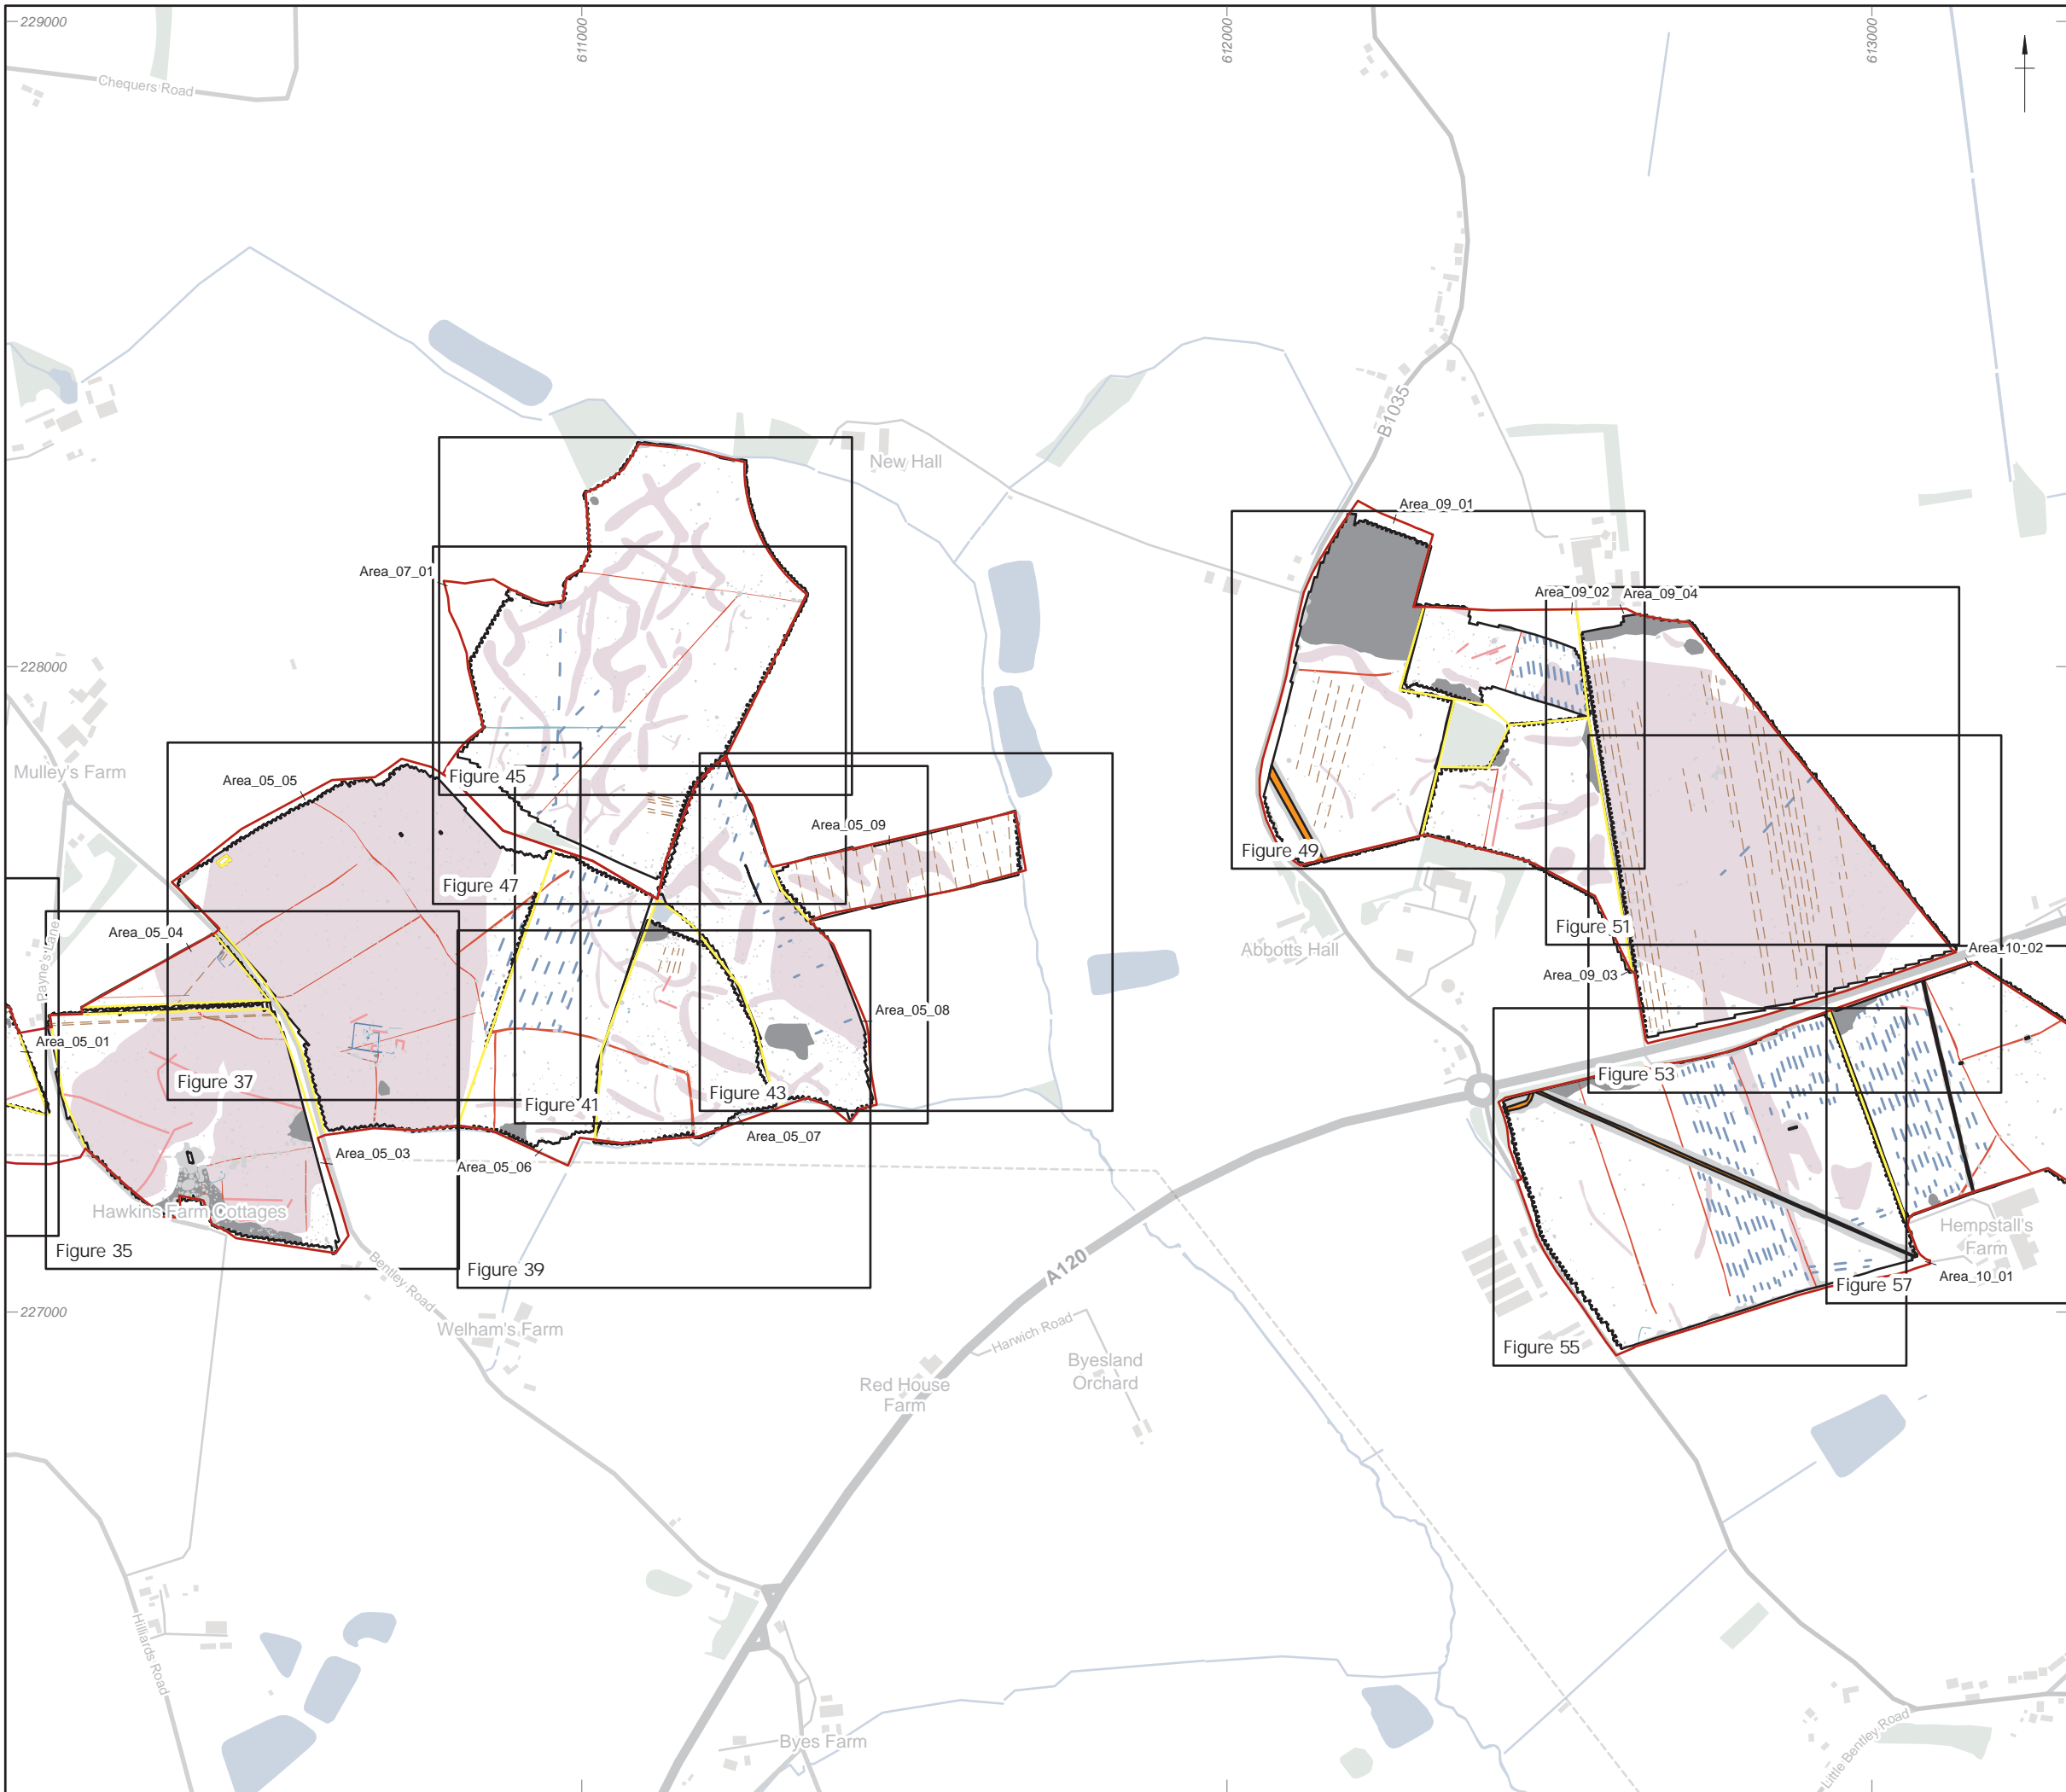 229000
611000
612000
613000
Chequers Road
B1035
New Hall
Area_09_01
Area_07_01
Area_09_02
Area_09_04
228000
Mulley's Farm
Area_05_05
Figure 45
Area_05_09
Figure 49
Figure 47
Payne's Lane
Area_05_04
Figure 51
Abbotts Hall
Area_10_02
Area_09_03
Area_05_08
Area_05_01
Figure 37
Figure 41
Figure 43
Figure 53
Area_05_07
Area_05_03
Area_05_06
Hawkins Farm Cottages
Figure 35
Figure 39
Hempstall's
Farm
Area_10_01
Figure 57
A120
Bentley Road
227000
Welham's Farm
Harwich Road
Figure 55
Byesland
Orchard
Red House
Farm
Hilliards Road
Byes Farm
Little Bentley Road